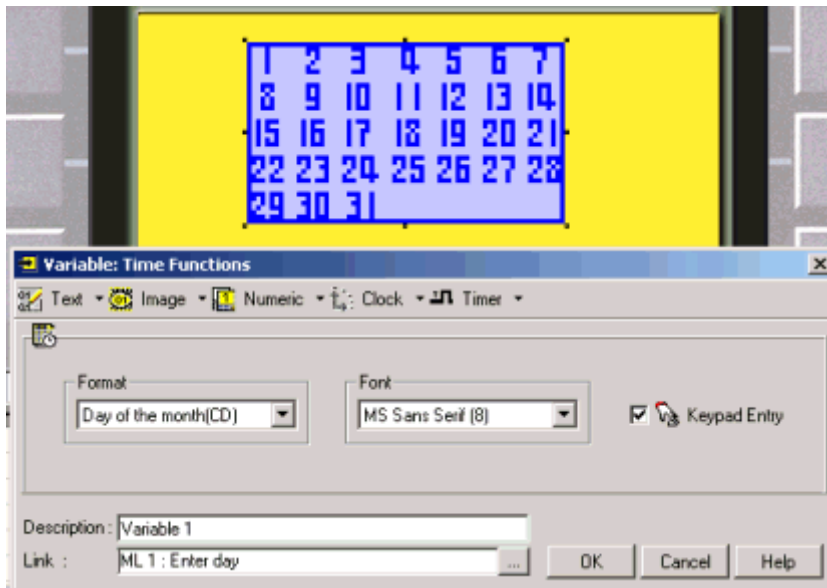 1 2 3 4 5 6 7
8 9 10 11 12 13 14
15 16 17 18 19 20 21
22 23 24 25 26 27 28
29 30 31
Variable: Time Functions
Text Image Numeric Clock Timer
Format Font
Day of the month(CD) MS Sans Serif (8) Keypad Entry
Description : Variable 1
Link : ML 1 : Enter day ... OK Cancel Help